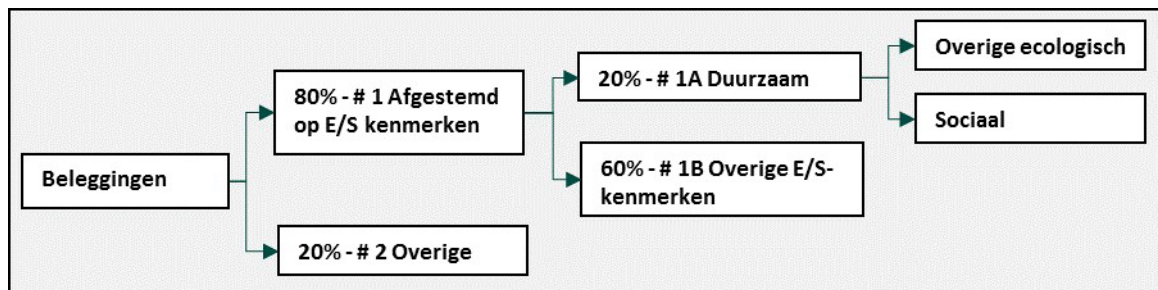 Beleggingen
80% - # 1 Afgestemd
op E/S kenmerken
20% - # 2 Overige
20% - # 1A Duurzaam
60% - # 1B Overige E/S-
kenmerken
Overige ecologisch
Sociaal